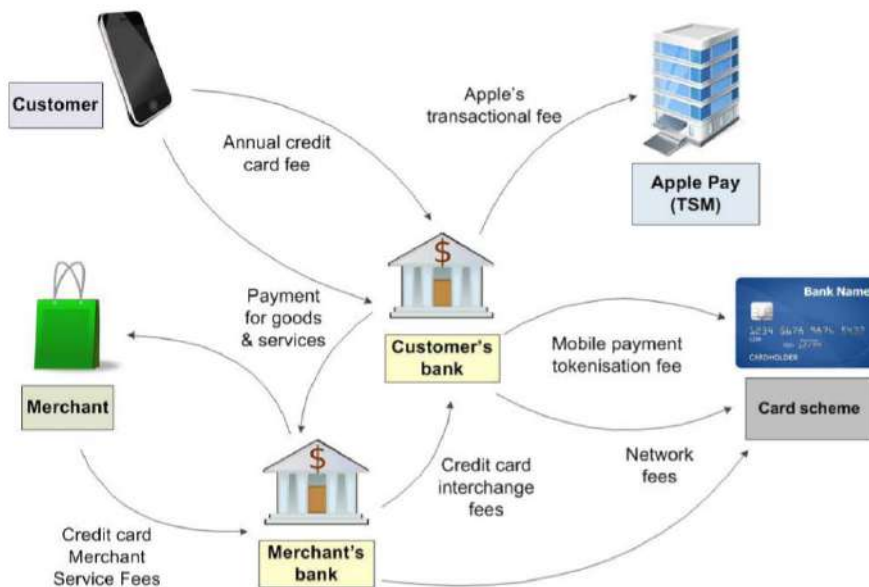 Customer
Annual credit
card fee
Apple's
transactional fee
Apple Pay
(TSM)
$
Payment
for goods
& services
Customer's
bank
Bank Name
CARDHOLDER
Mobile payment
tokenisation fee
Card scheme
Merchant
$
Credit card
interchange
fees
Network
fees
Credit card
Merchant
Service Fees
Merchant's
bank